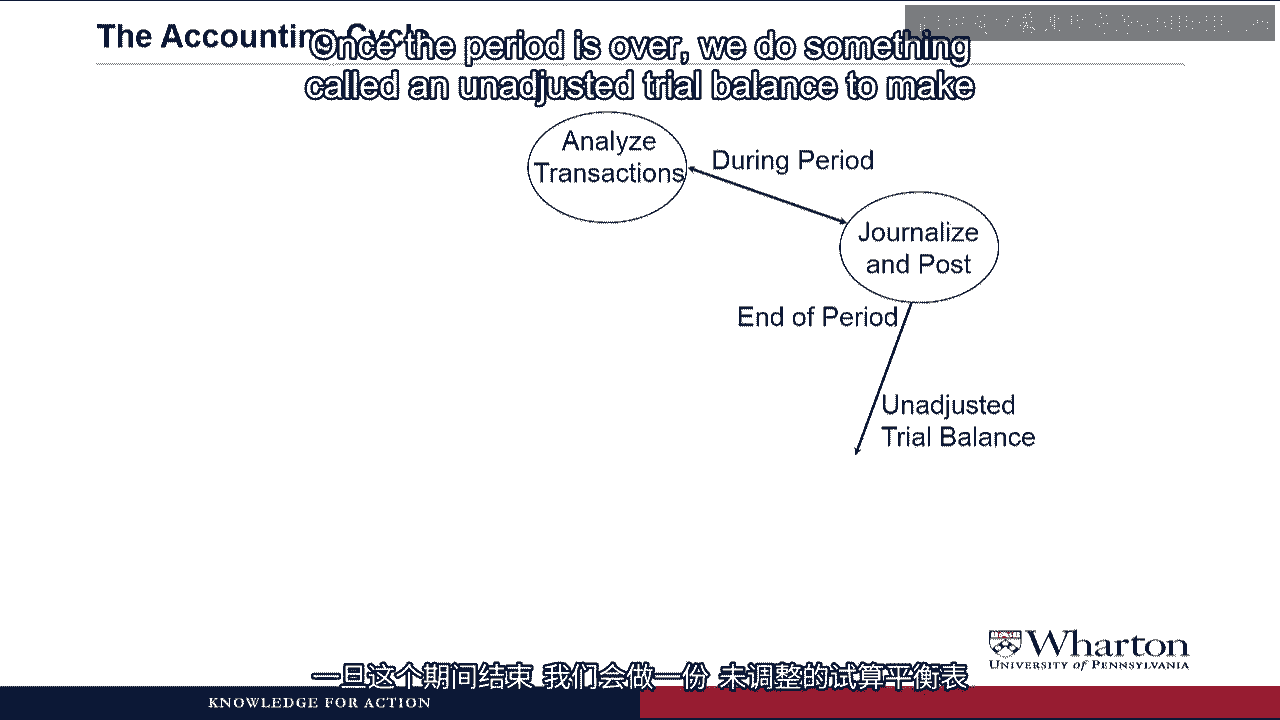 The Accounting Cycle
Once the period is over, we do something
called an unadjusted trial balance to make
Analyze
Transactions
During Period
Journalize
and Post
End of Period
Unadjusted
Trial Balance
Wharton
UNIVERSITY of PENNSYLVANIA
一旦这个期间结束 我们会做一份 未调整的试算平衡表
KNOWLEDGE FOR ACTION